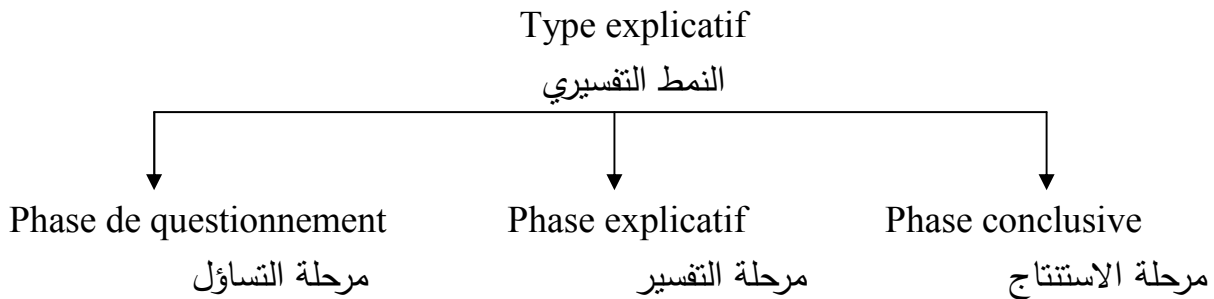 Type explicatif
النمط التفسيري
Phase de questionnement
مرحلة التساؤل
Phase explicatif
مرحلة التفسير
Phase conclusive
مرحلة الاستنتاج